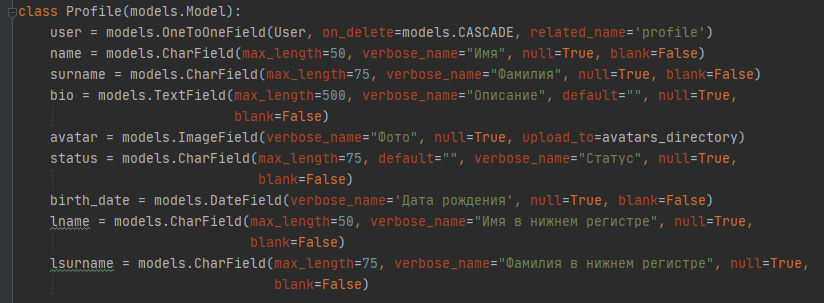 class Profile(models.Model):
    user = models.OneToOneField(User, on_delete=models.CASCADE, related_name='profile')
    name = models.CharField(max_length=50, verbose_name="Имя", null=True, blank=False)
    surname = models.CharField(max_length=75, verbose_name="Фамилия", null=True, blank=False)
    bio = models.TextField(max_length=500, verbose_name="Описание", default="", null=True,
                           blank=False)
    avatar = models.ImageField(verbose_name="Фото", null=True, upload_to=avatars_directory)
    status = models.CharField(max_length=75, default="", verbose_name="Статус", null=True,
                              blank=False)
    birth_date = models.DateField(verbose_name='Дата рождения', null=True, blank=False)
    lname = models.CharField(max_length=50, verbose_name="Имя в нижнем регистре", null=True,
                             blank=False)
    lsurname = models.CharField(max_length=75, verbose_name="Фамилия в нижнем регистре", null=True,
                                blank=False)